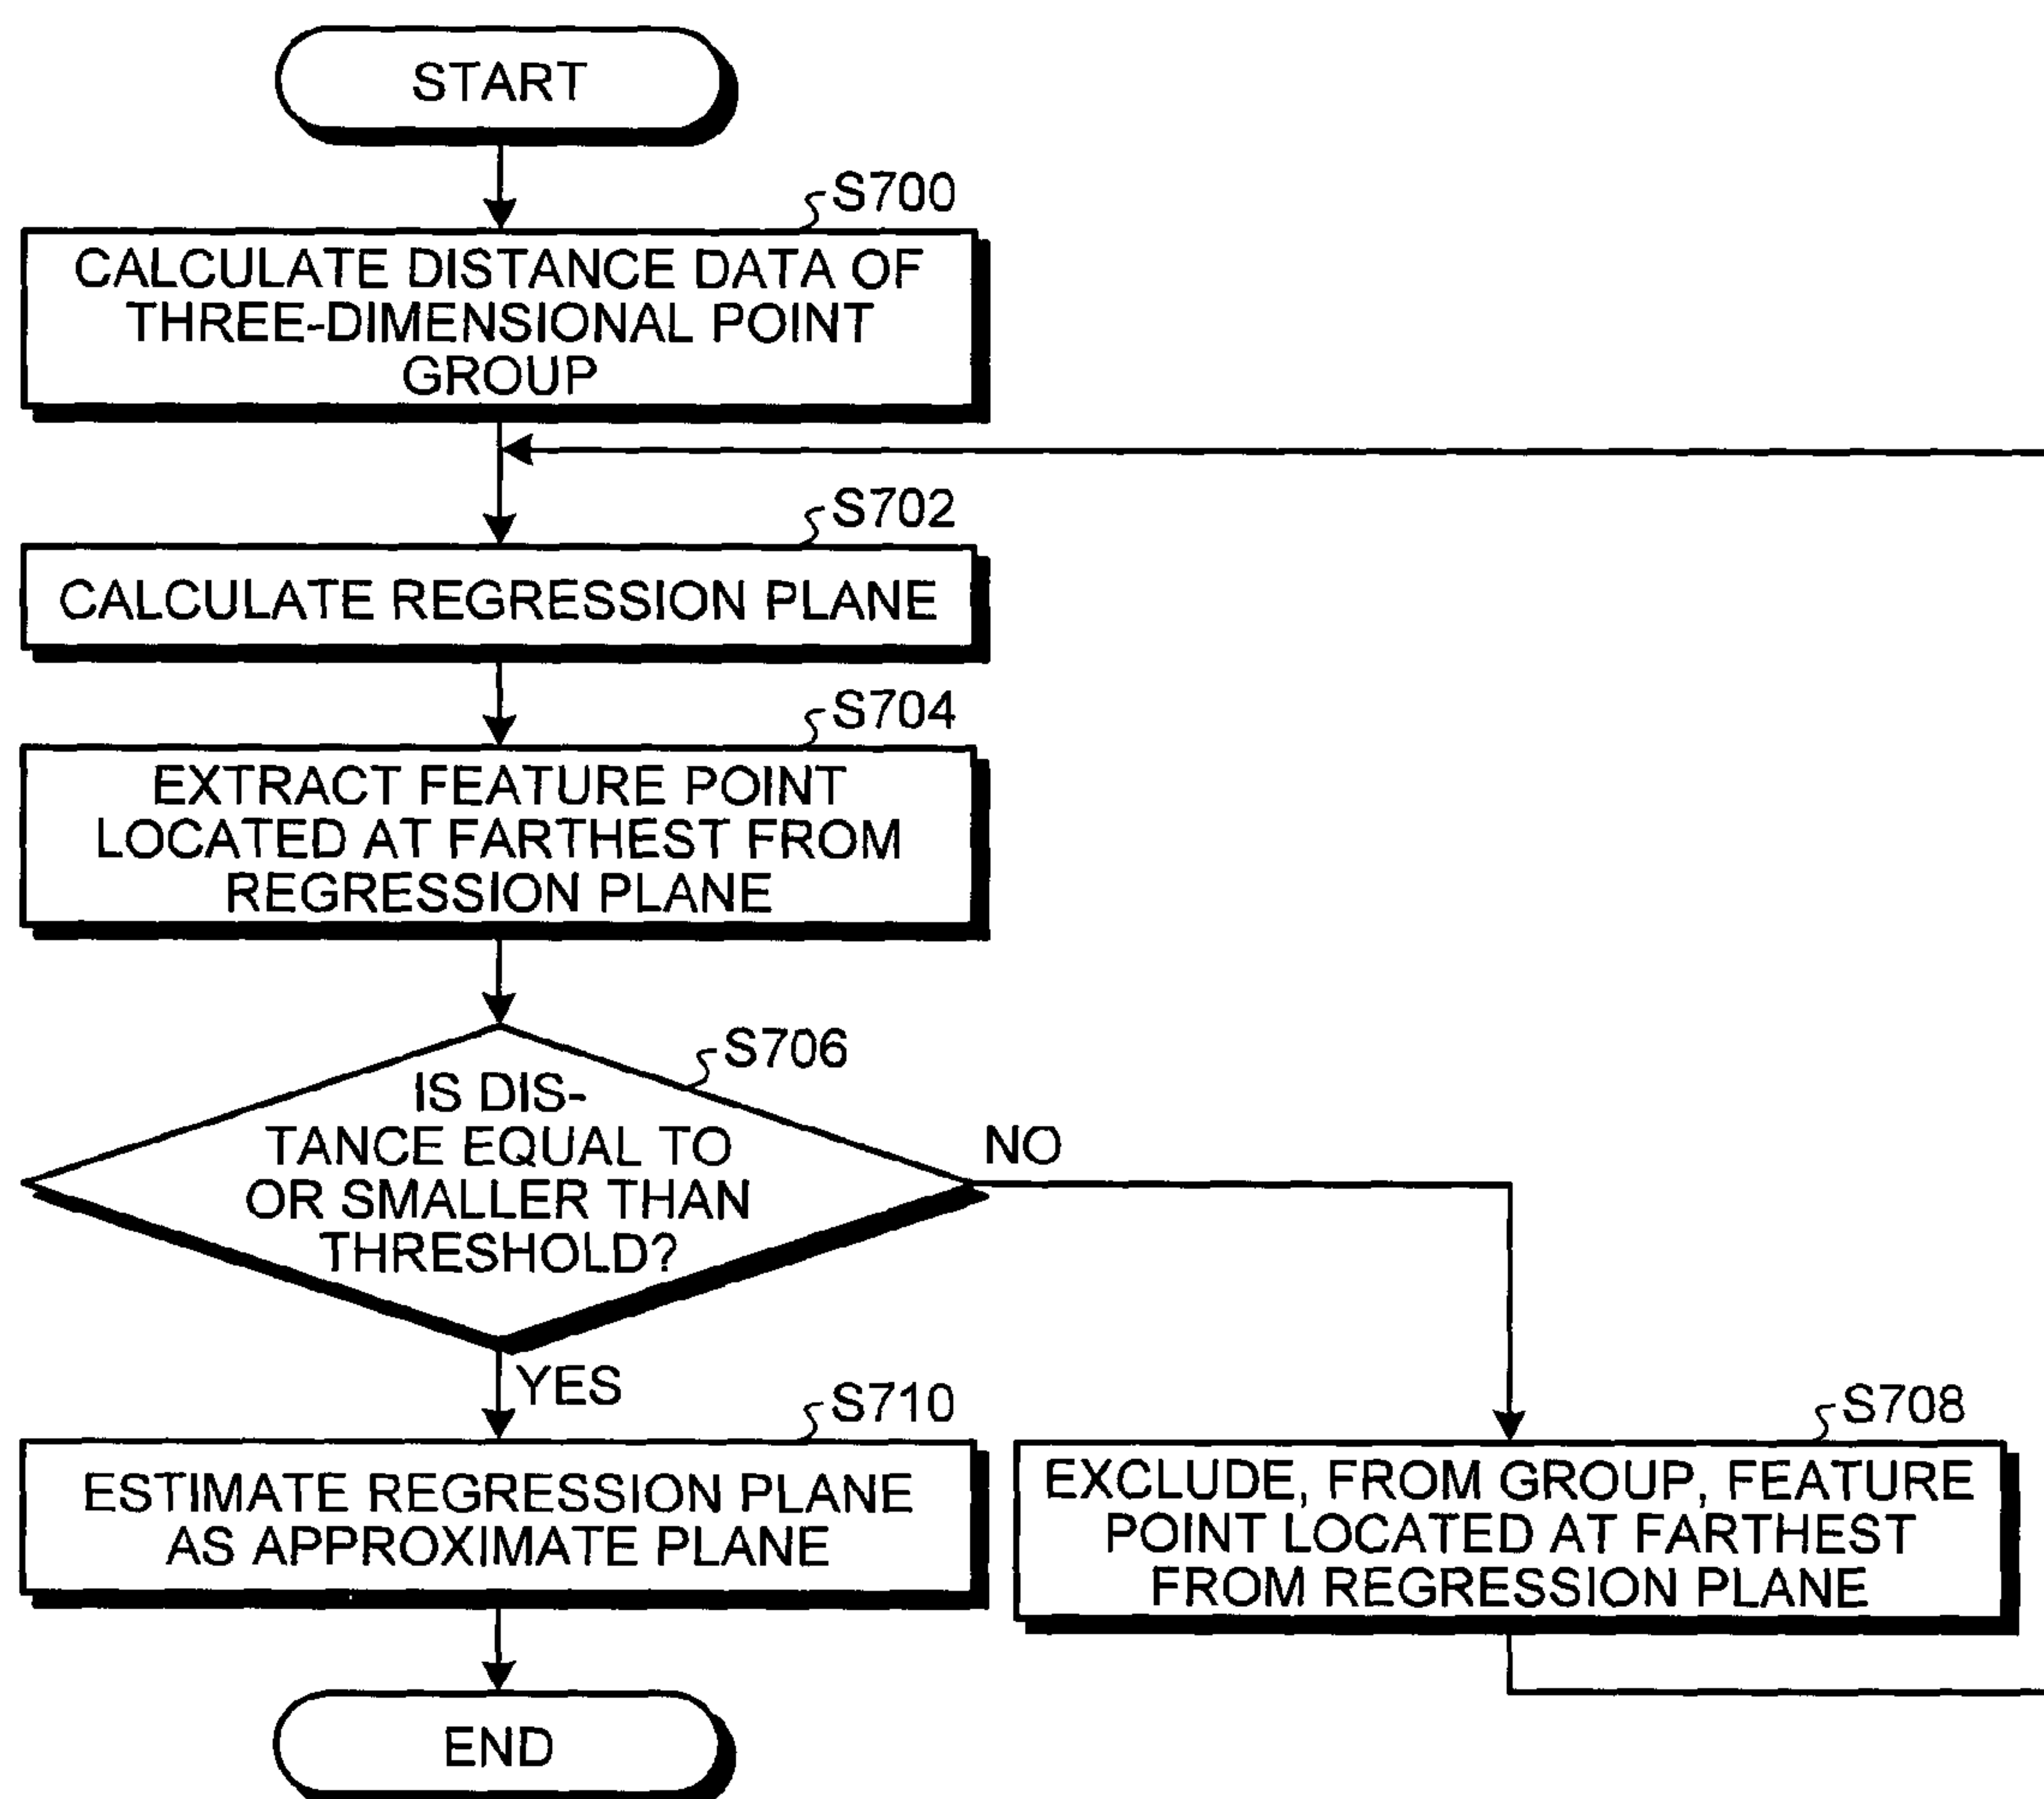 START
S700
CALCULATE DISTANCE DATA OF
THREE-DIMENSIONAL POINT
GROUP
S702
CALCULATE REGRESSION PLANE
S704
EXTRACT FEATURE POINT
LOCATED AT FARTHEST FROM
REGRESSION PLANE
S706
IS DIS-
TANCE EQUAL TO
OR SMALLER THAN
THRESHOLD?
NO
YES
S710
ESTIMATE REGRESSION PLANE
AS APPROXIMATE PLANE
S708
EXCLUDE, FROM GROUP, FEATURE
POINT LOCATED AT FARTHEST
FROM REGRESSION PLANE
END